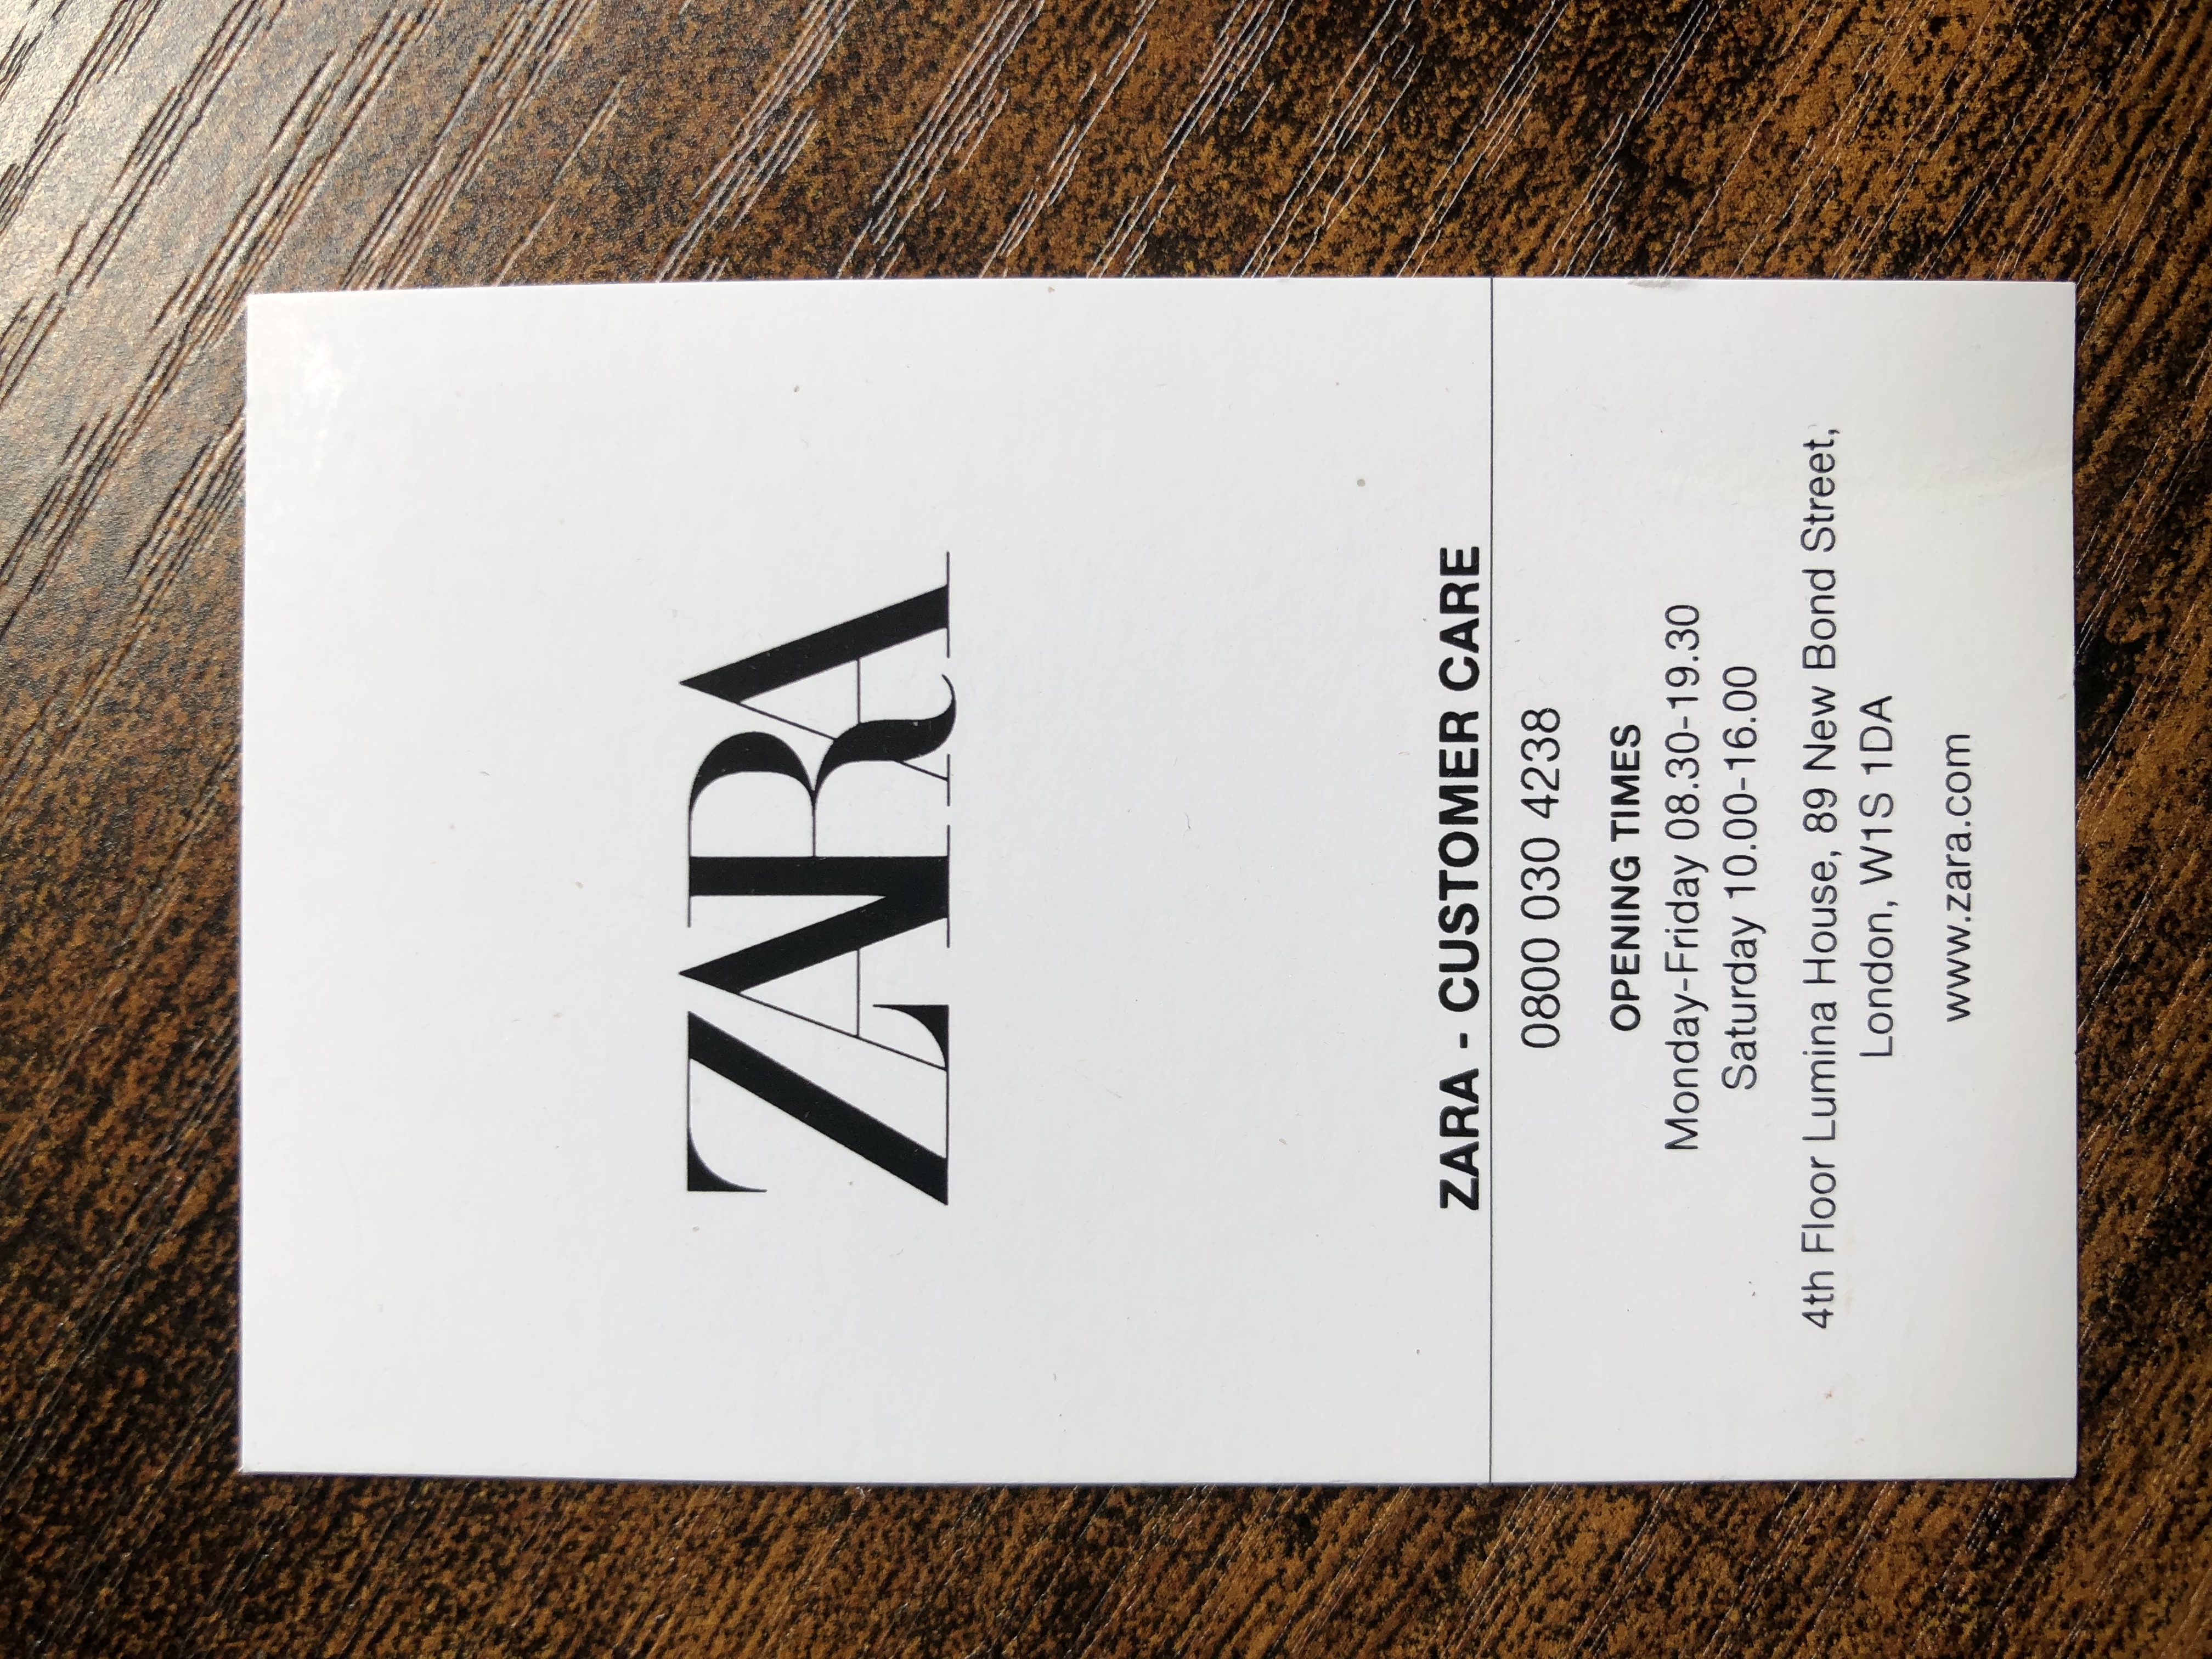 ZARA
ZARA - CUSTOMER CARE
0800 030 4238
OPENING TIMES
Monday-Friday 08.30-19.30
Saturday 10.00-16.00
4th Floor Lumina House, 89 New Bond Street,
London, W1S 1DA
www.zara.com